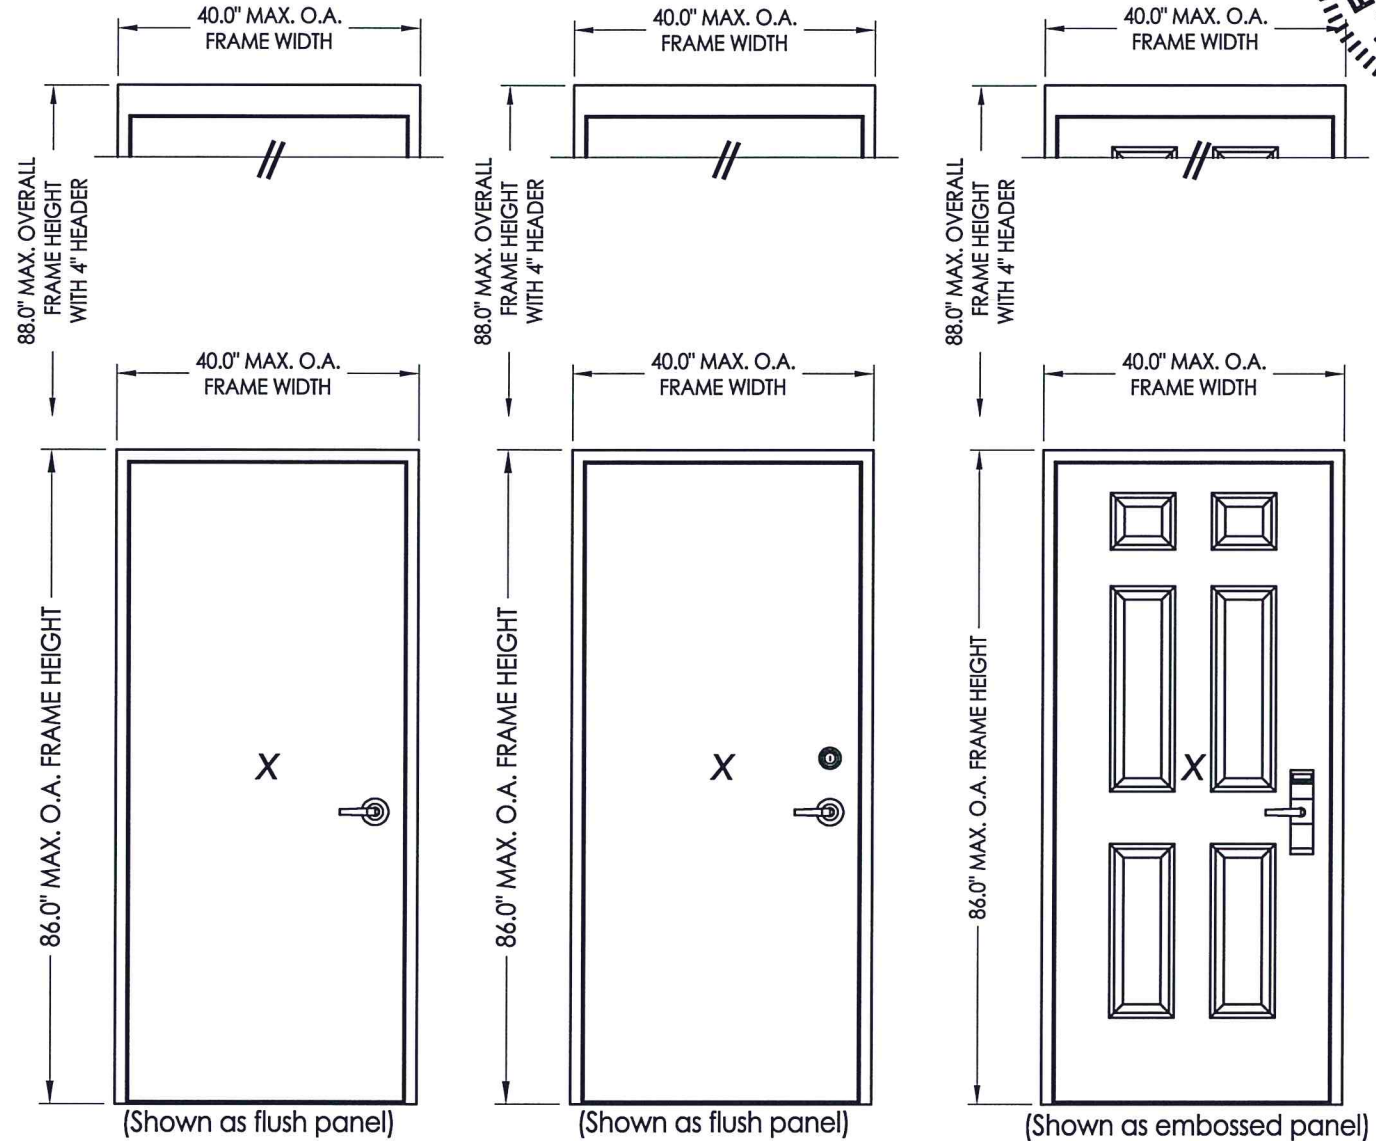 40.0" MAX. O.A.
FRAME WIDTH
40.0" MAX. O.A.
FRAME WIDTH
40.0" MAX. O.A.
FRAME WIDTH
88.0" MAX. OVERALL
FRAME HEIGHT
WITH 4" HEADER
88.0" MAX. OVERALL
FRAME HEIGHT
WITH 4" HEADER
88.0" MAX. OVERALL
FRAME HEIGHT
WITH 4" HEADER
40.0" MAX. O.A.
FRAME WIDTH
40.0" MAX. O.A.
FRAME WIDTH
40.0" MAX. O.A.
FRAME WIDTH
86.0" MAX. O.A. FRAME HEIGHT
X
86.0" MAX. O.A. FRAME HEIGHT
X
86.0" MAX. O.A. FRAME HEIGHT
X
(Shown as flush panel)
(Shown as flush panel)
(Shown as embossed panel)